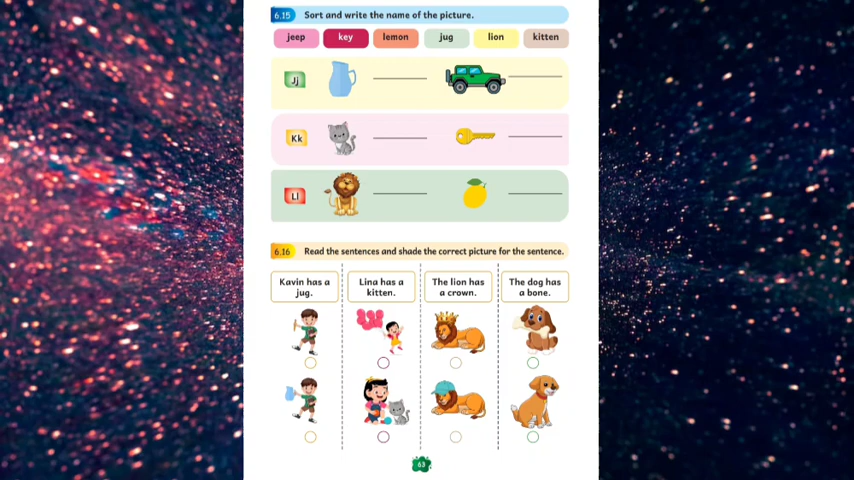 6.15 Sort and write the name of the picture.
jeep key lemon jug lion kitten
Jj
Kk
Ll
6.16 Read the sentences and shade the correct picture for the sentence.
Kavin has a
jug.
Lina has a
kitten.
The lion has
a crown.
The dog has
a bone.
63